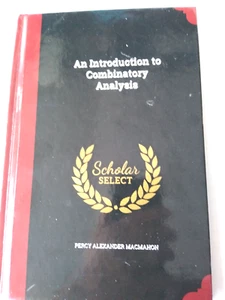 An Introduction to
Combinatory
Analysis
Scholar
SELECT
PERCY ALEXANDER MACMAHON